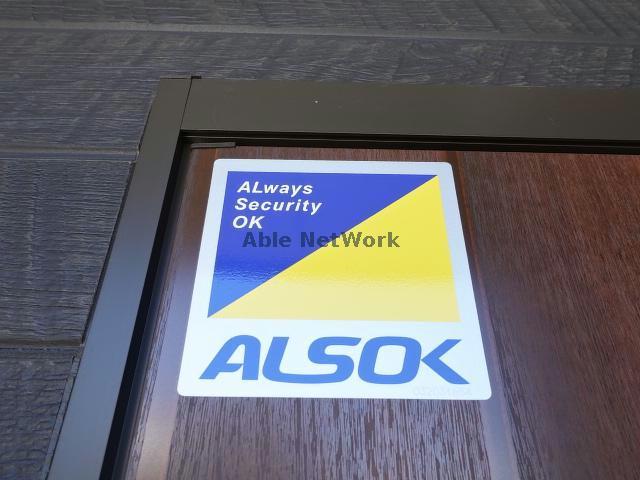 ALways
Security
OK
Able NetWork
ALSOK